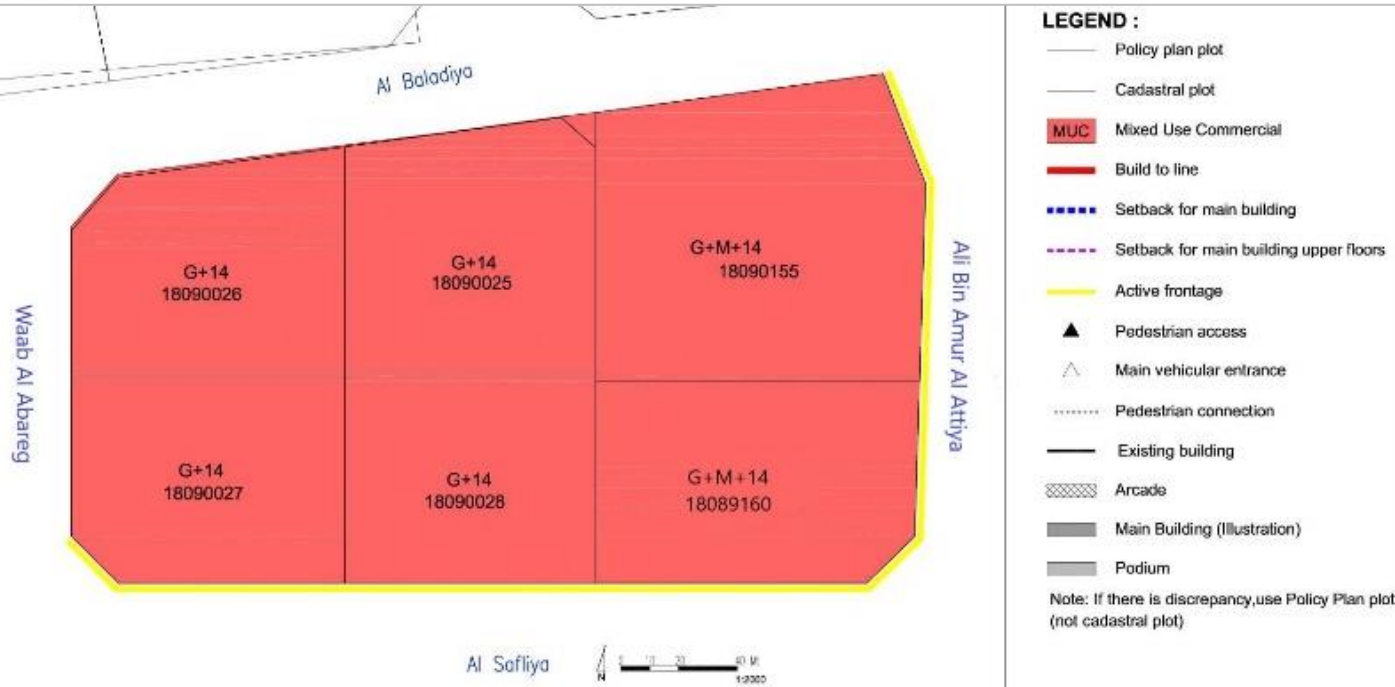 Al Baladiya
G+14
18090026
G+14
18090025
G+M+14
18090155
G+14
18090027
G+14
18090028
G+M+14
18089160
Waab Al Abareg
Ali Bin Amur Al Attiya
Al Safliya
N
1:2000
LEGEND :
Policy plan plot
Cadastral plot
MUC Mixed Use Commercial
Build to line
Setback for main building
Setback for main building upper floors
Active frontage
Pedestrian access
Main vehicular entrance
Pedestrian connection
Existing building
Arcade
Main Building (Illustration)
Podium
Note: If there is discrepancy,use Policy Plan plot
(not cadastral plot)